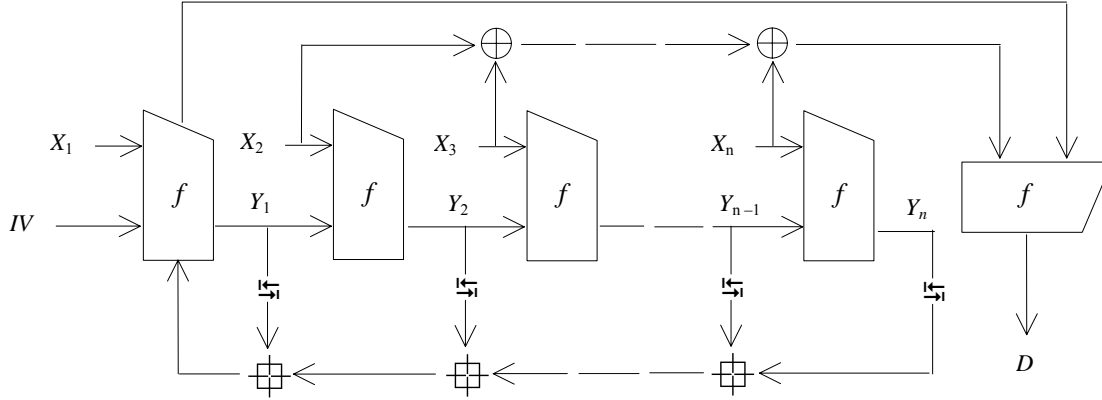 X₁ f X₂ f X₃ f Xₙ f f
IV Y₁ Y₂ Yₙ₋₁ Yₙ
D